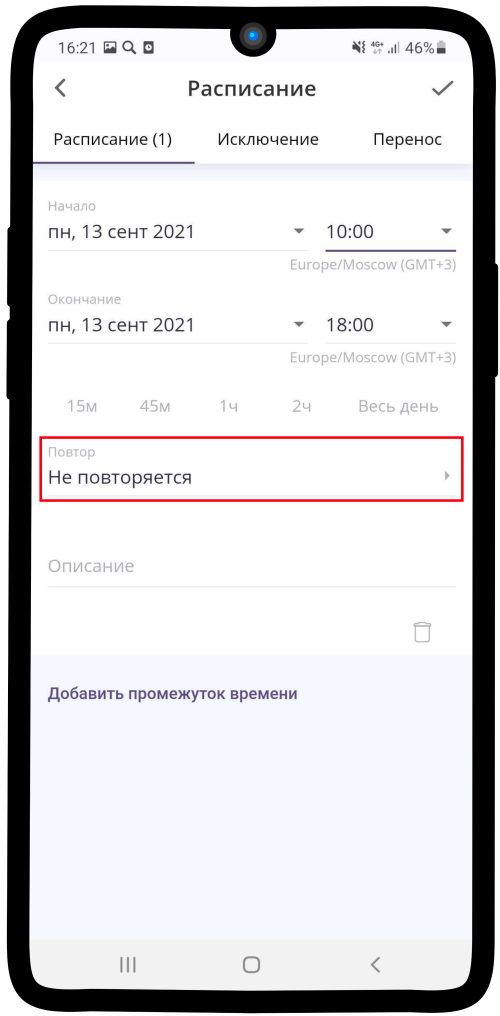 16:21 4G+ 46%
Расписание
Расписание (1) Исключение Перенос
Начало
пн, 13 сент 2021 10:00
Europe/Moscow (GMT+3)
Окончание
пн, 13 сент 2021 18:00
Europe/Moscow (GMT+3)
15м 45м 1ч 2ч Весь день
Повтор
Не повторяется
Описание
Добавить промежуток времени